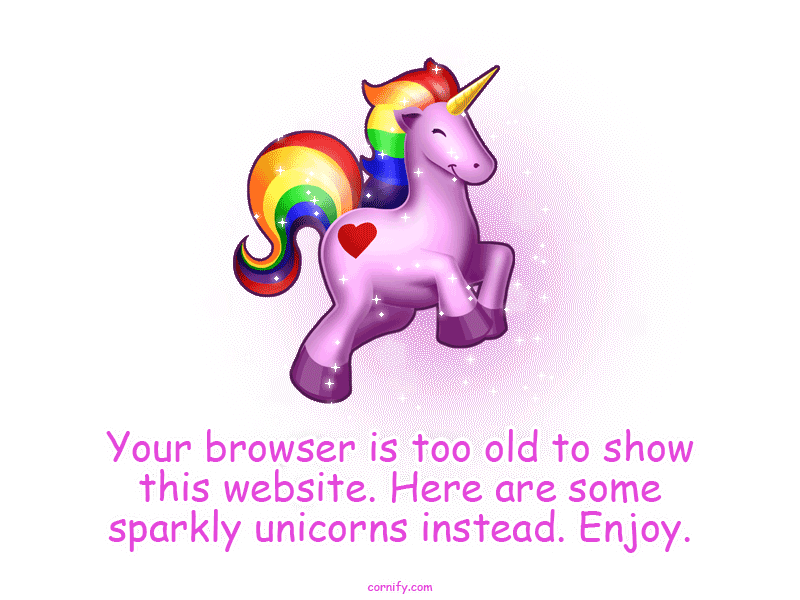 Your browser is too old to show
this website. Here are some
sparkly unicorns instead. Enjoy.
cornify.com